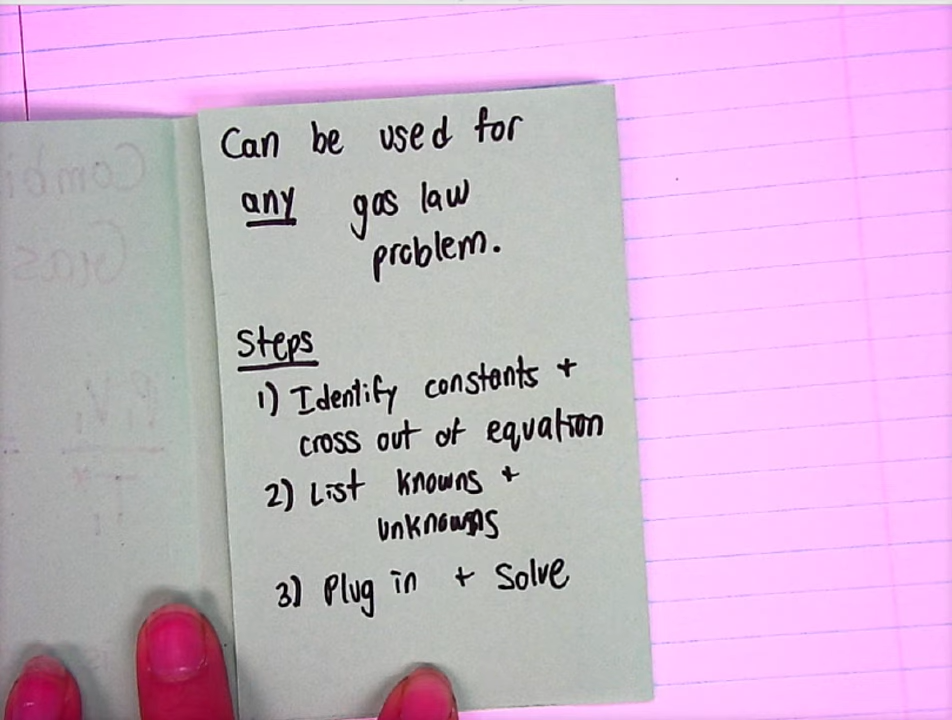 Can be used for
any gas law
problem.
Steps
1) Identify constants +
cross out of equation
2) List knowns +
unknowns
3) Plug in + Solve